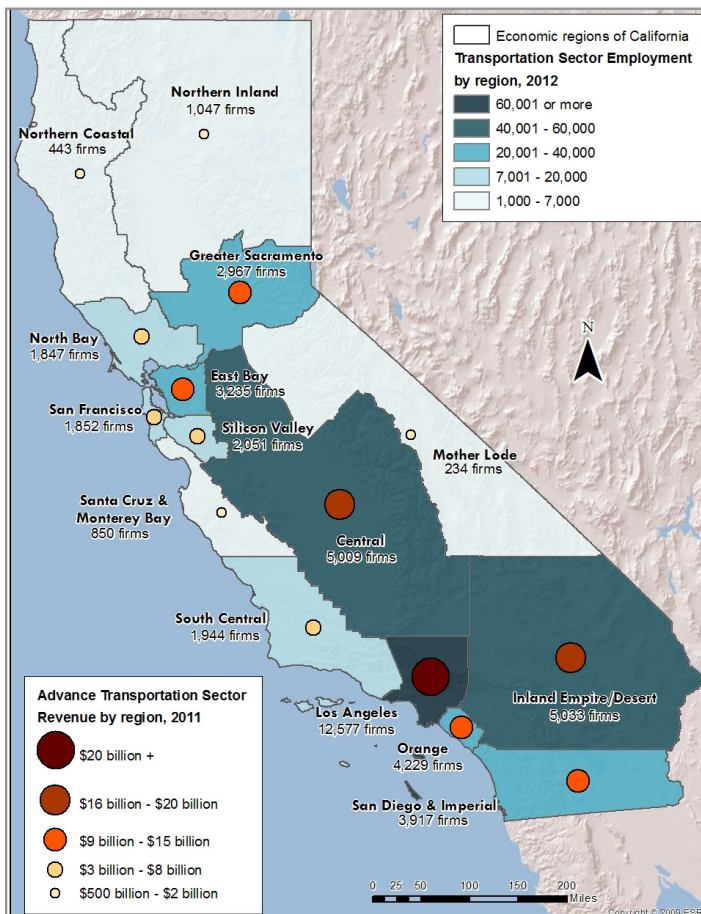 Economic regions of California
Transportation Sector Employment
by region, 2012
60,001 or more
40,001 - 60,000
20,001 - 40,000
7,001 - 20,000
1,000 - 7,000
Northern Inland
1,047 firms
Northern Coastal
443 firms
Greater Sacramento
2,967 firms
N
North Bay
1,847 firms
East Bay
3,235 firms
San Francisco
1,852 firms
Silicon Valley
2,051 firms
Mother Lode
234 firms
Santa Cruz &
Monterey Bay
850 firms
Central
5,009 firms
South Central
1,944 firms
Inland Empire/Desert
5,033 firms
Los Angeles
12,577 firms
Orange
4,229 firms
San Diego & Imperial
3,917 firms
Advance Transportation Sector
Revenue by region, 2011
$20 billion +
$16 billion - $20 billion
$9 billion - $15 billion
$3 billion - $8 billion
$500 billion - $2 billion
0 25 50 100 150 200
Miles
Copyright © 2009 ESR